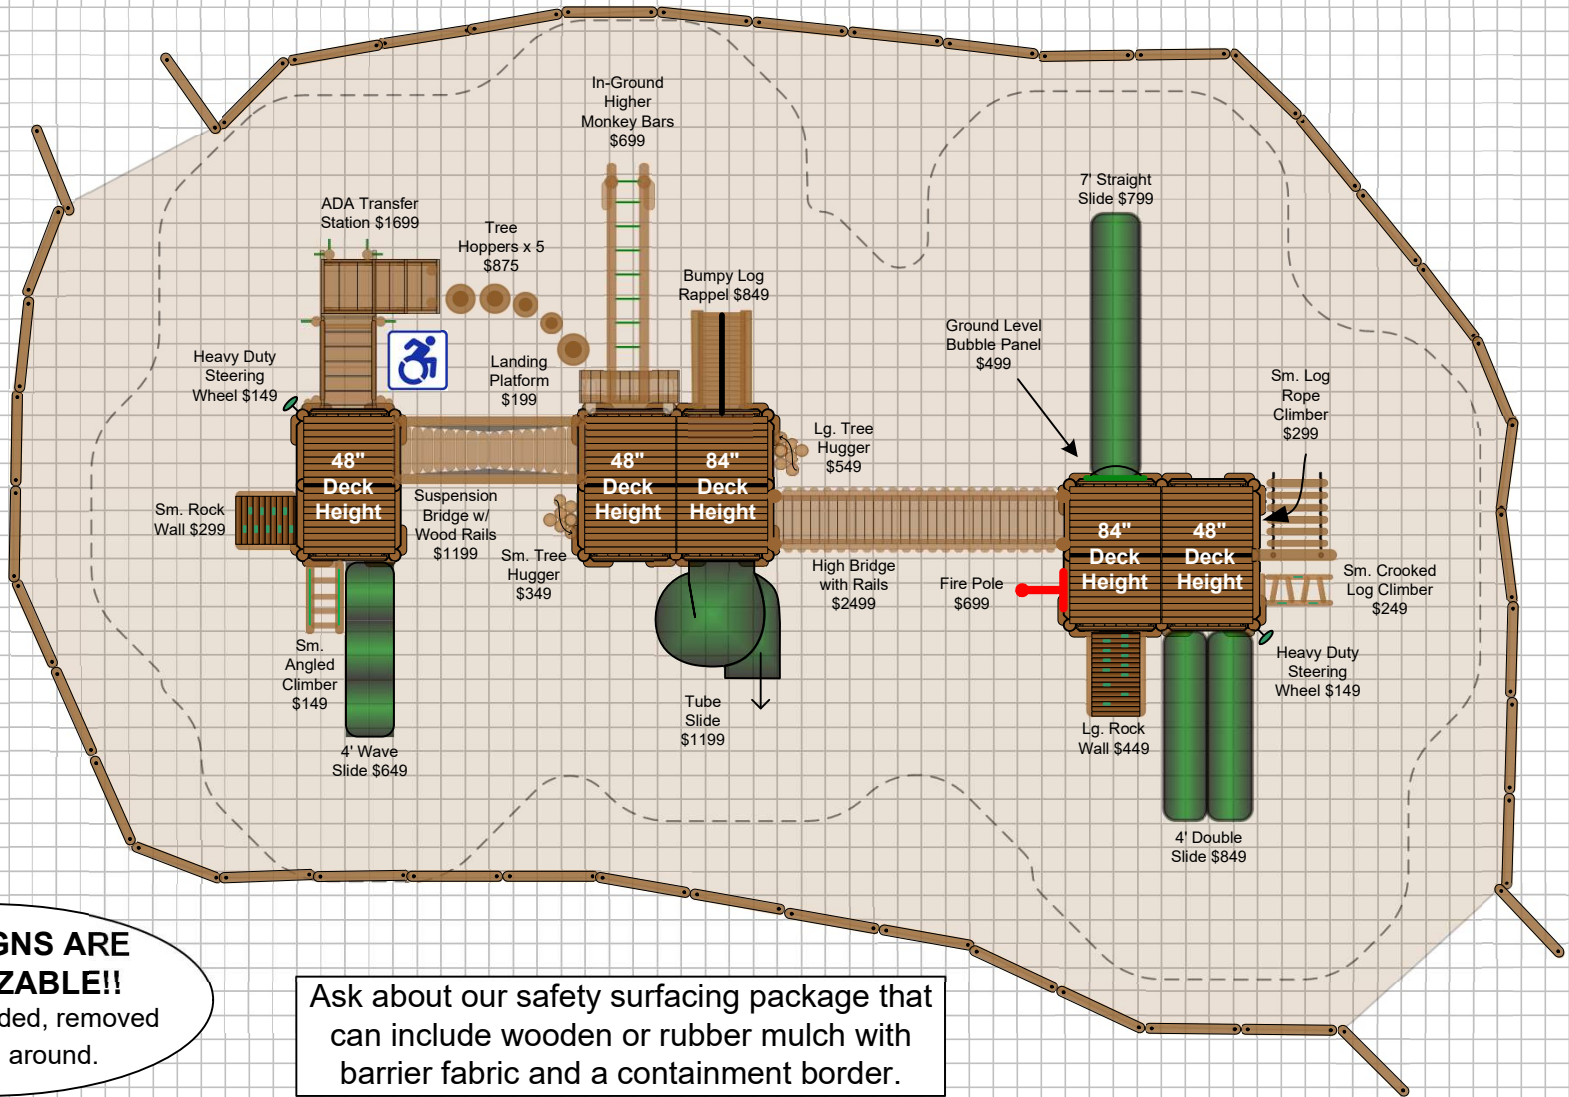 In-Ground
Higher
Monkey Bars
$699
7' Straight
Slide $799
ADA Transfer
Station $1699
Tree
Hoppers x 5
$875
Bumpy Log
Rappel $849
Ground Level
Bubble Panel
$499
Heavy Duty
Steering
Wheel $149
Landing
Platform
$199
Sm. Log
Rope
Climber
$299
Lg. Tree
Hugger
$549
48"
Deck
Height
48"
Deck
Height
84"
Deck
Height
Sm. Rock
Wall $299
Suspension
Bridge w/
Wood Rails
$1199
Sm. Tree
Hugger
$349
84"
Deck
Height
48"
Deck
Height
High Bridge
with Rails
$2499
Fire Pole
$699
Sm. Crooked
Log Climber
$249
Sm.
Angled
Climber
$149
Heavy Duty
Steering
Wheel $149
Tube
Slide
$1199
Lg. Rock
Wall $449
4' Wave
Slide $649
4' Double
Slide $849
GNS ARE
ZABLE!!
ded, removed
around.
Ask about our safety surfacing package that
can include wooden or rubber mulch with
barrier fabric and a containment border.